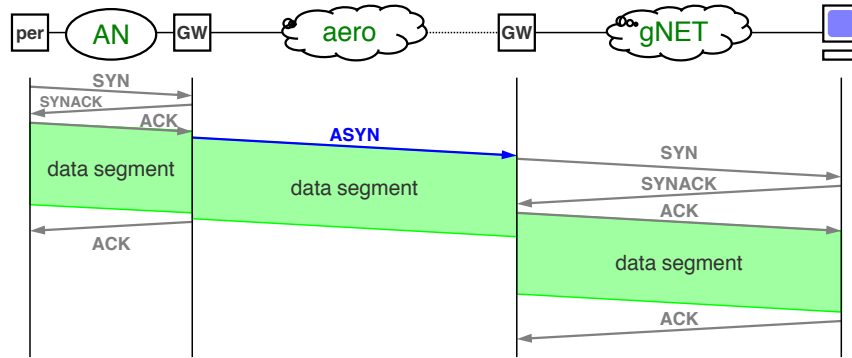 per AN GW aero GW gNET
SYN
SYNACK
ACK
ASYN
SYN
data segment
data segment
SYNACK
ACK
ACK
data segment
ACK